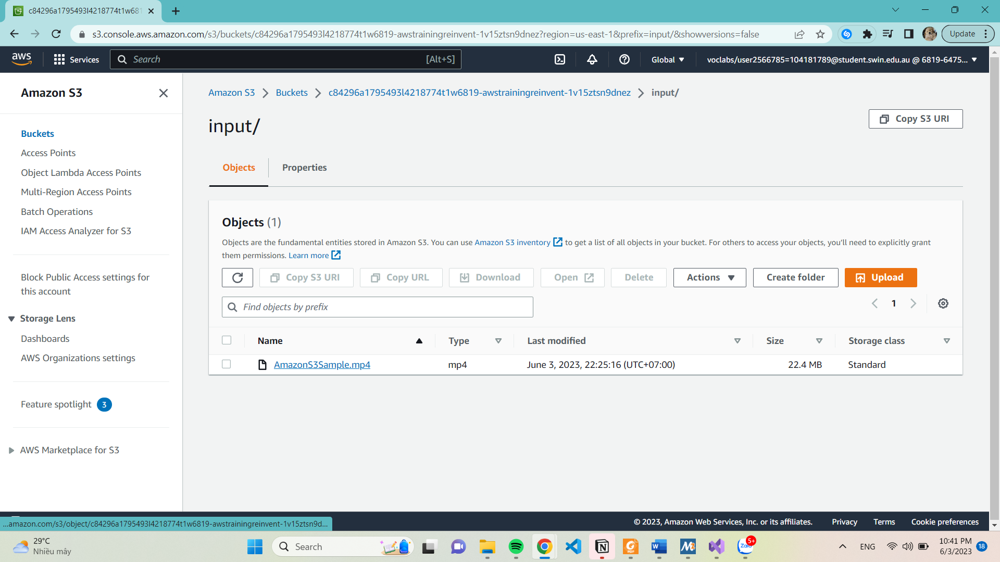 c84296a1795493l4218774t1w681
s3.console.aws.amazon.com/s3/buckets/c84296a1795493l4218774t1w6819-awstrainingreinvent-1v15ztsn9dnez?region=us-east-1&prefix=input/&showversions=false
Update
aws
Services
Search
[Alt+S]
Global
voclabs/user2566785=104181789@student.swin.edu.au @ 6819-6475...
Amazon S3
Buckets
Access Points
Object Lambda Access Points
Multi-Region Access Points
Batch Operations
IAM Access Analyzer for S3
Block Public Access settings for
this account
Storage Lens
Dashboards
AWS Organizations settings
Feature spotlight 3
AWS Marketplace for S3
Amazon S3
Buckets
c84296a1795493l4218774t1w6819-awstrainingreinvent-1v15ztsn9dnez
input/
input/
Copy S3 URI
Objects
Properties
Objects (1)
Objects are the fundamental entities stored in Amazon S3. You can use Amazon S3 inventory to get a list of all objects in your bucket. For others to access your objects, you’ll need to explicitly grant
them permissions. Learn more
Copy S3 URI
Copy URL
Download
Open
Delete
Actions
Create folder
Upload
Find objects by prefix
1
Name
Type
Last modified
Size
Storage class
AmazonS3Sample.mp4
mp4
June 3, 2023, 22:25:16 (UTC+07:00)
22.4 MB
Standard
...amazon.com/s3/object/c84296a1795493l4218774t1w6819-awstrainingreinvent-1v15ztsn9d...
© 2023, Amazon Web Services, Inc. or its affiliates.
Privacy
Terms
Cookie preferences
29°C
Nhiều mây
Search
Zalo
5+
ENG
10:41 PM
6/3/2023
18